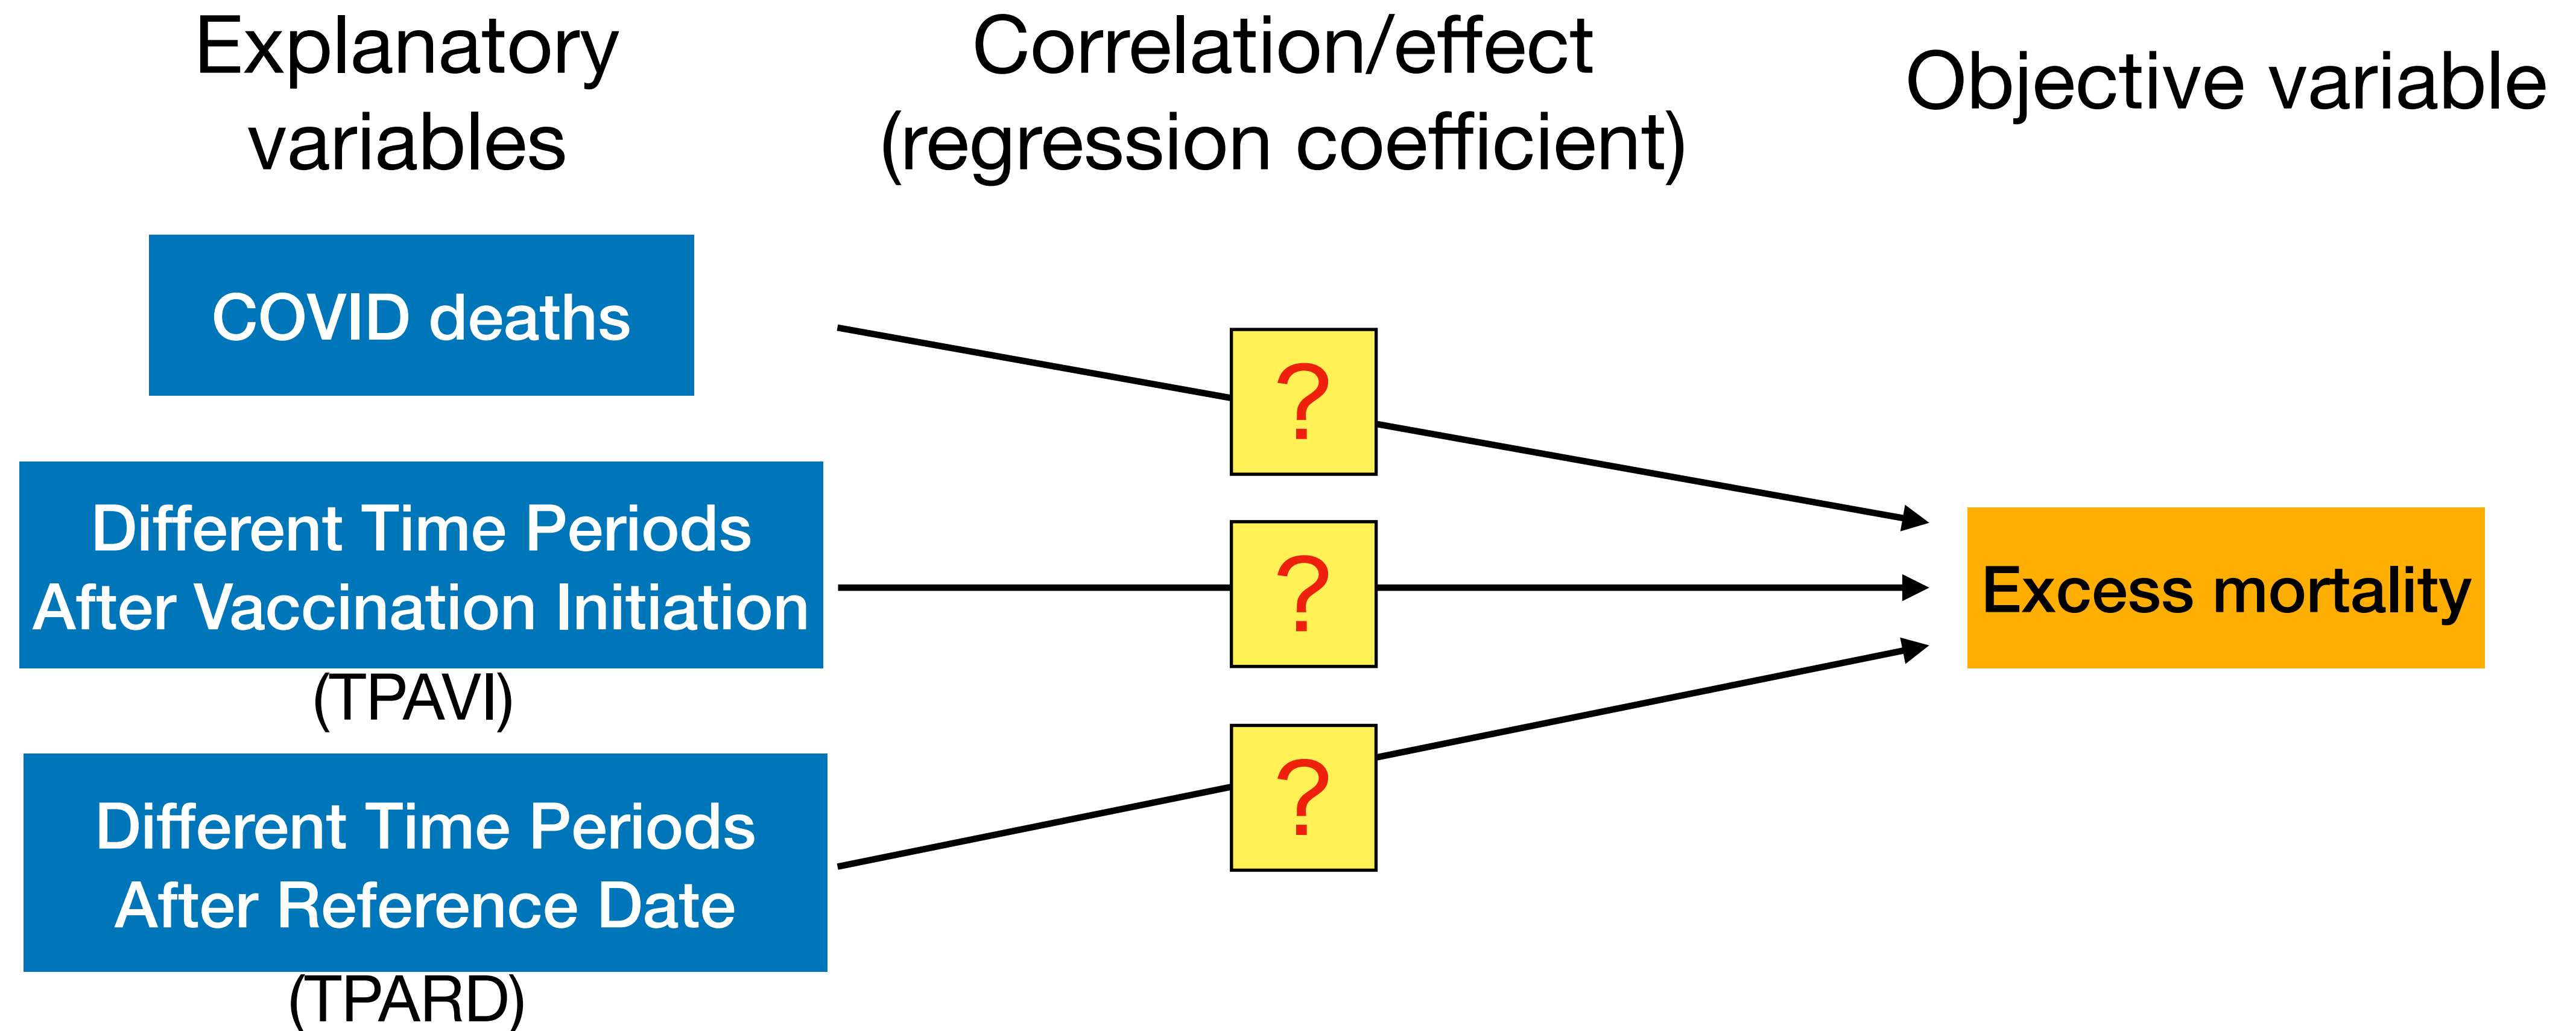 Explanatory
variables
Correlation/effect
(regression coefficient)
Objective variable
COVID deaths
?
Different Time Periods
After Vaccination Initiation
(TPAVI)
?
Excess mortality
Different Time Periods
After Reference Date
(TPARD)
?